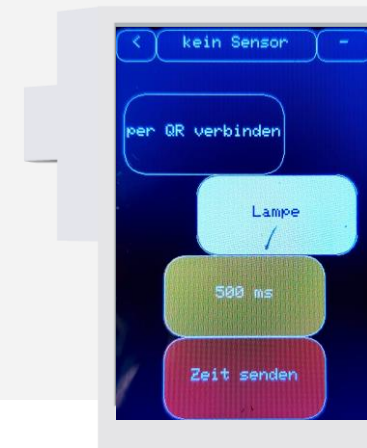 < kein Sensor -
per QR verbinden
Lampe
500 ms
Zeit senden